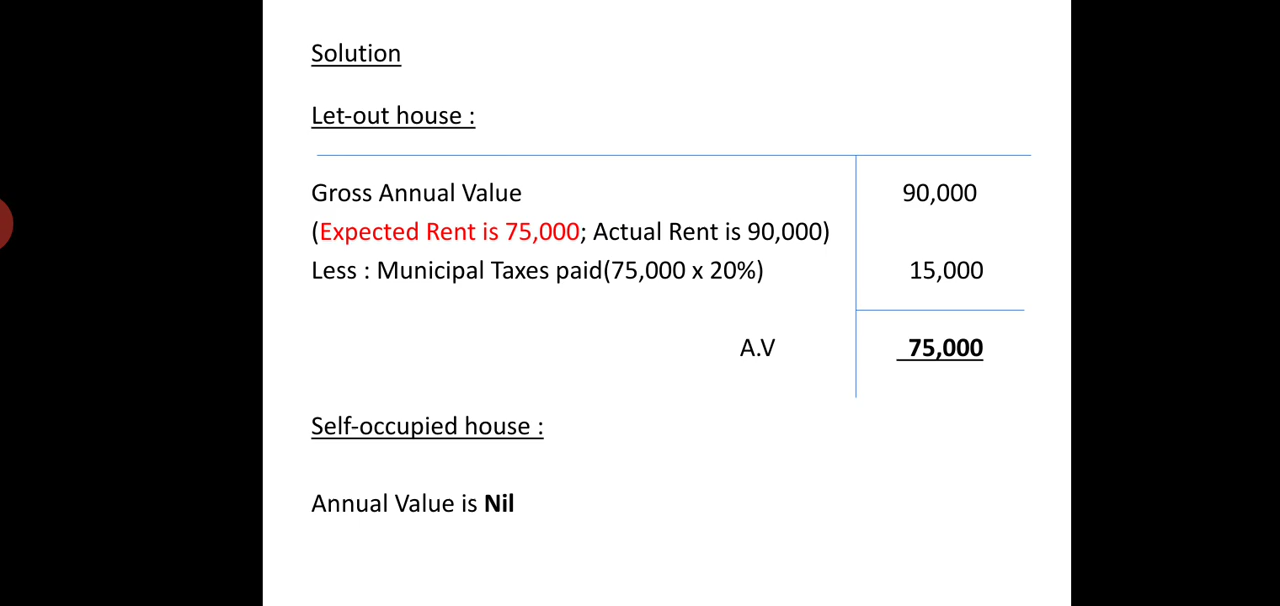 Solution
Let-out house :
Gross Annual Value 90,000
(Expected Rent is 75,000; Actual Rent is 90,000)
Less : Municipal Taxes paid(75,000 x 20%) 15,000
A.V 75,000
Self-occupied house :
Annual Value is Nil